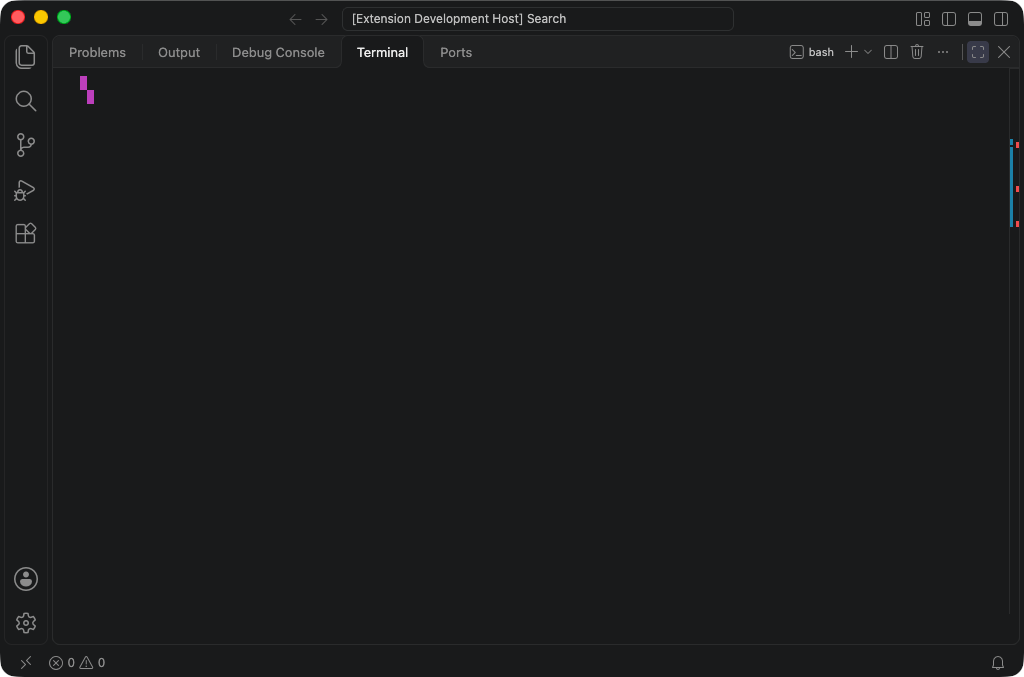 [Extension Development Host] Search
Problems Output Debug Console Terminal Ports bash
0 0